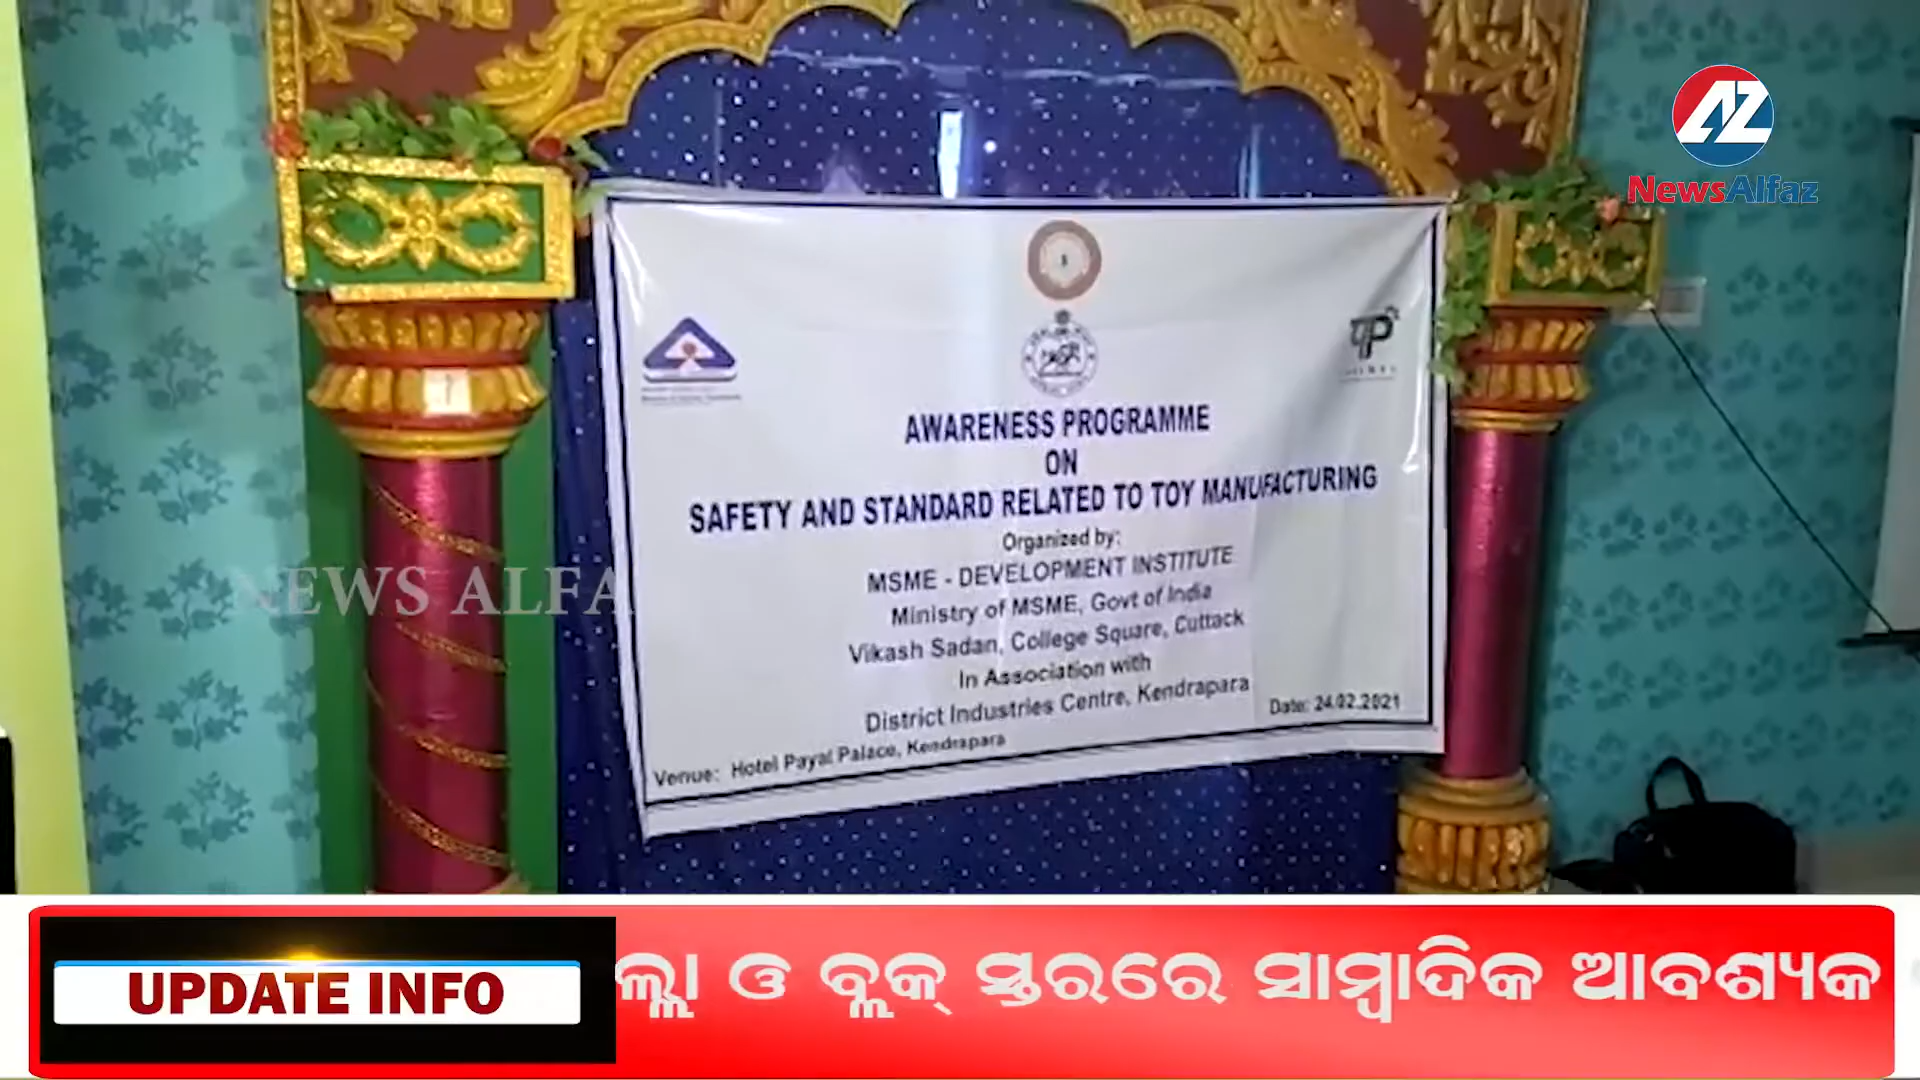 AZ
NewsAlfaz
AWARENESS PROGRAMME
ON
SAFETY AND STANDARD RELATED TO TOY MANUFACTURING
Organized by:
MSME - DEVELOPMENT INSTITUTE
Ministry of MSME, Govt of India
Vikash Sadan, College Square, Cuttack
In Association with
District Industries Centre, Kendrapara
Date: 24.02.2021
Venue: Hotel Payal Palace, Kendrapara
NEWS ALFA
UPDATE INFO
ଲ୍ଲା ଓ ବ୍ଲକ୍ ସ୍ତରରେ ସାମ୍ବାଦିକ ଆବଶ୍ୟକ